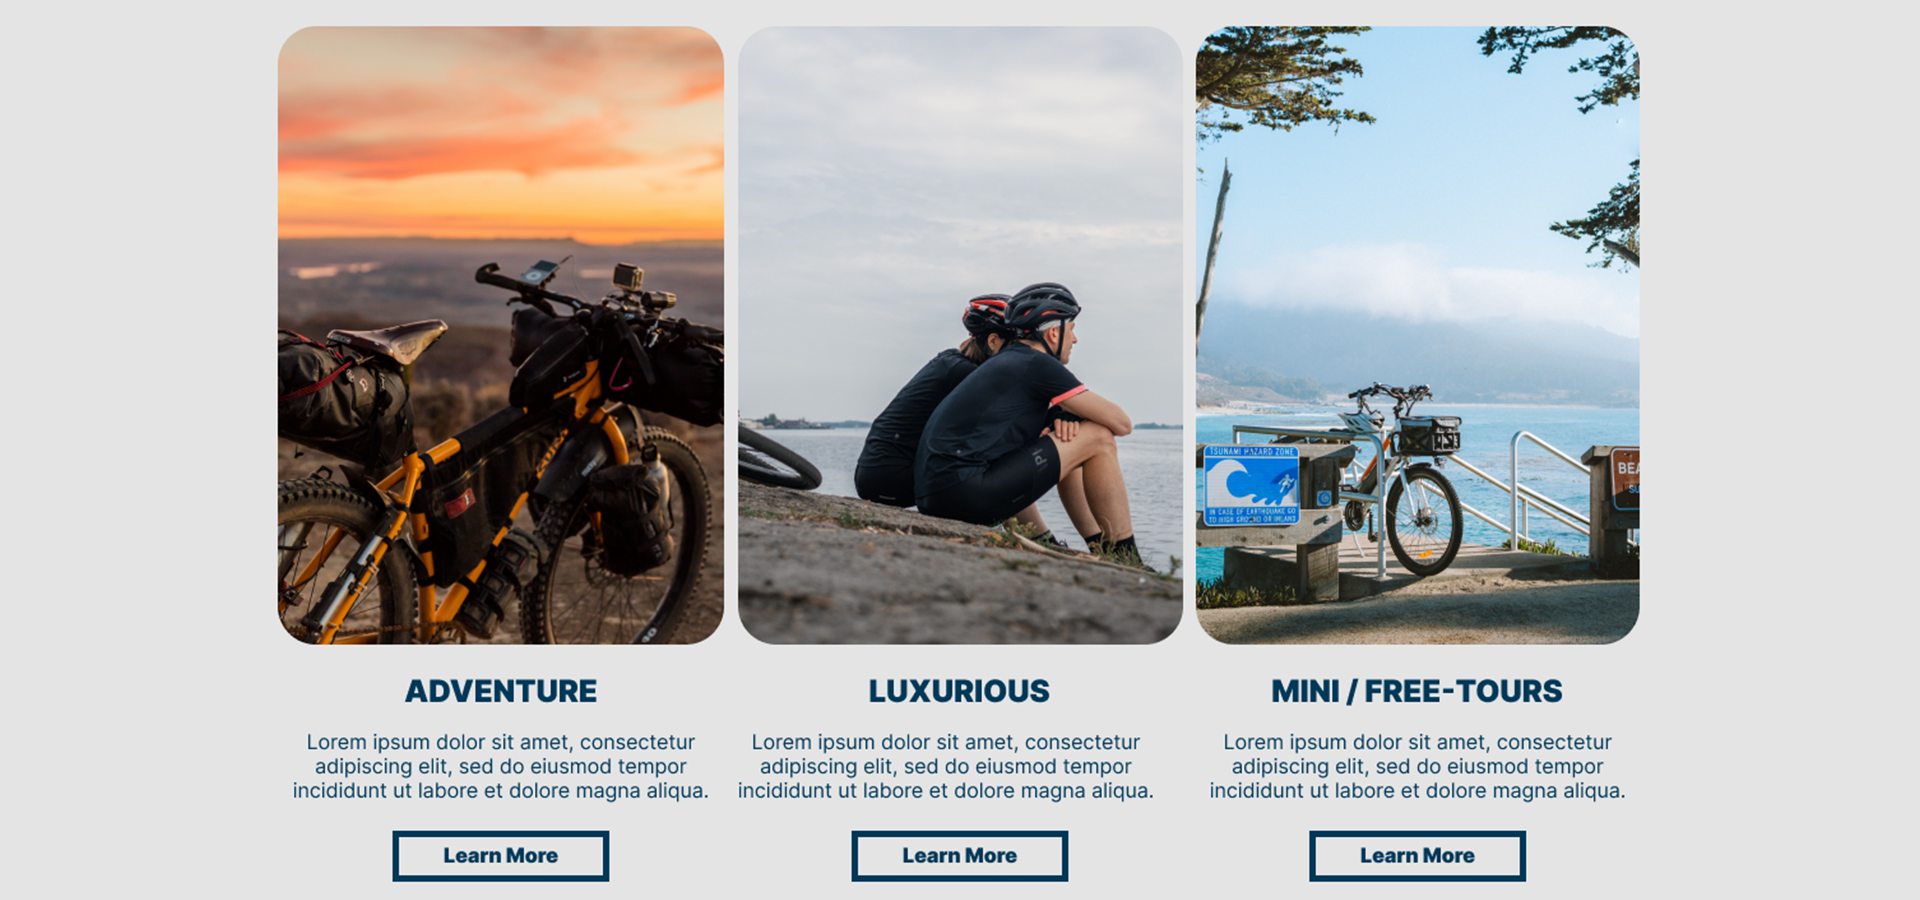 TSUNAMI HAZARD ZONE
IN CASE OF EARTHQUAKE GO
TO HIGH GROUND OR INLAND
BEA
SU
ADVENTURE
LUXURIOUS
MINI / FREE-TOURS
Lorem ipsum dolor sit amet, consectetur
adipiscing elit, sed do eiusmod tempor
incididunt ut labore et dolore magna aliqua.
Lorem ipsum dolor sit amet, consectetur
adipiscing elit, sed do eiusmod tempor
incididunt ut labore et dolore magna aliqua.
Lorem ipsum dolor sit amet, consectetur
adipiscing elit, sed do eiusmod tempor
incididunt ut labore et dolore magna aliqua.
Learn More
Learn More
Learn More